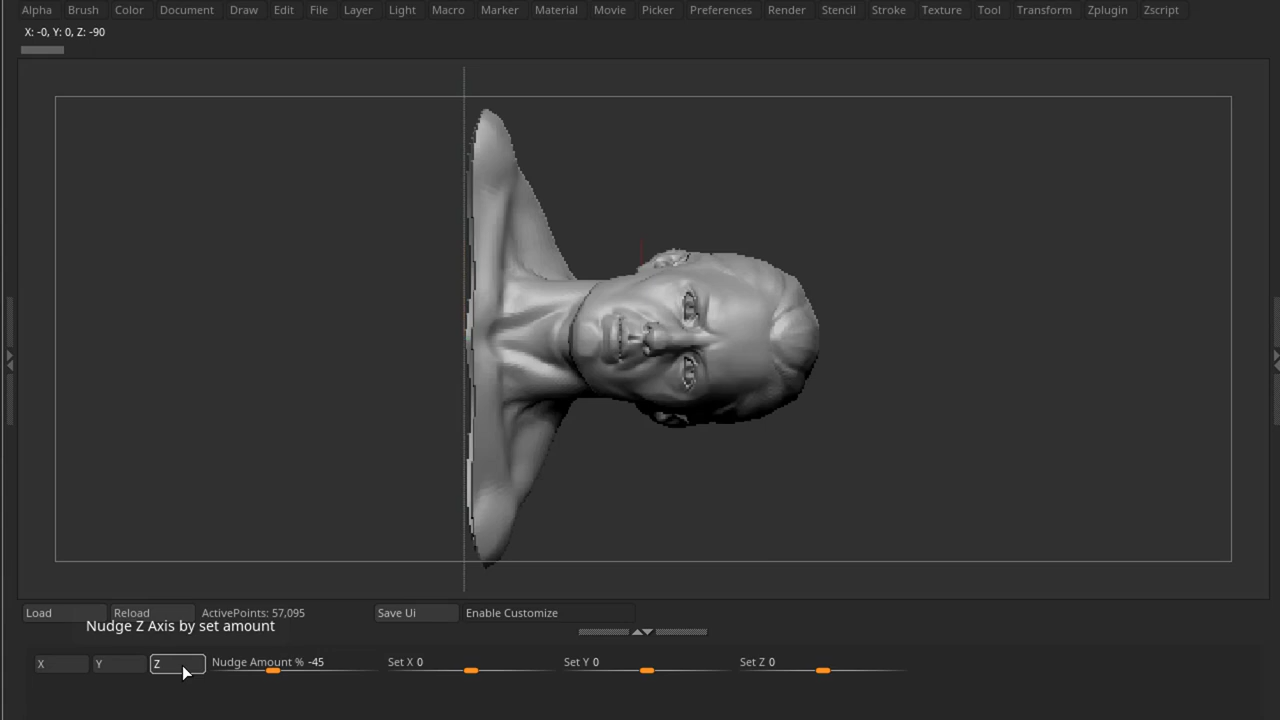 Alpha Brush Color Document Draw Edit File Layer Light Macro Marker Material Movie Picker Preferences Render Stencil Stroke Texture Tool Transform Zplugin Zscript
X: -0, Y: 0, Z: -90
Load Reload ActivePoints: 57,095 Save Ui Enable Customize
Nudge Z Axis by set amount
X Y Z Nudge Amount % -45 Set X 0 Set Y 0 Set Z 0